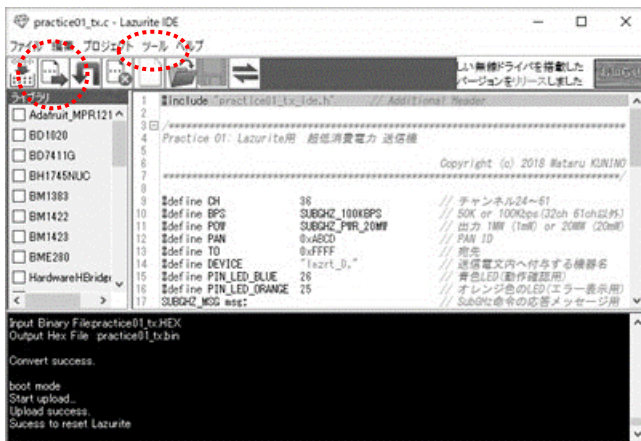 practice01_tx.c - Lazurite IDE
ファイル 編集 プロジェクト ツール ヘルプ
しい無線ドライバを搭載した
バージョンをリリースしました
ライブラリ
Adafruit_MPR121
BD1020
BD7411G
BH1745NUC
BM1383
BM1422
BM1423
BME280
HardwareHBridge
1 #include "practice01_tx_ide.h" // Additional Header
2
3 /*******************************************************************************
4 Practice 01: Lazurite用 超低消費電力 送信機
5
6 Copyright (c) 2018 Wataru KUNINO
7 *******************************************************************************/
8
9 #define CH 36 // チャンネル24~61
10 #define BPS SUBGHZ_100KBPS // 50K or 100Kbps(32ch 61ch以外)
11 #define POW SUBGHZ_PWR_20MW // 出力 1MW (1mW) or 20MW (20mW)
12 #define PAN 0xABCD // PAN ID
13 #define TO 0xFFFF // 宛先
14 #define DEVICE "lazrt_0," // 送信電文内へ付与する機器名
15 #define PIN_LED_BLUE 26 // 青色LED(動作確認用)
16 #define PIN_LED_ORANGE 25 // オレンジ色のLED(エラー表示用)
17 SUBGHZ_MSG msg; // SubGHz命令の応答メッセージ用
Input Binary File:practice01_tx.HEX
Output Hex File practice01_tx.bin
Convert success.
boot mode
Start upload..
Upload success.
Sucess to reset Lazurite